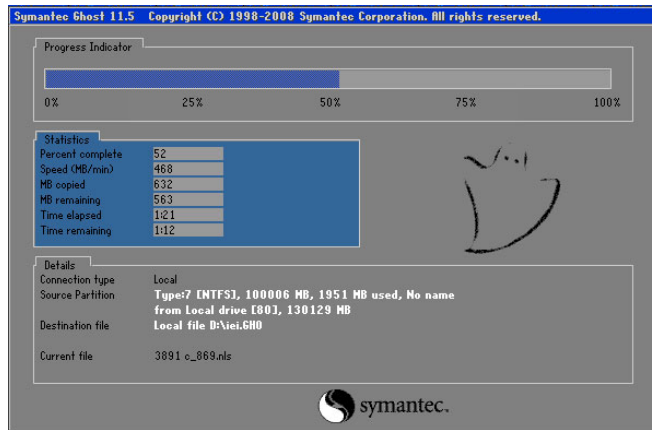 Symantec Ghost 11.5 Copyright (C) 1998-2008 Symantec Corporation. All rights reserved.
Progress Indicator
0% 25% 50% 75% 100%
Statistics
Percent complete 52
Speed (MB/min) 468
MB copied 632
MB remaining 563
Time elapsed 1:21
Time remaining 1:12
Details
Connection type Local
Source Partition Type:7 [NTFS], 100006 MB, 1951 MB used, No name
from Local drive [80], 130129 MB
Destination file Local file D:\iei.GHO
Current file 3891 c_869.nls
symantec.